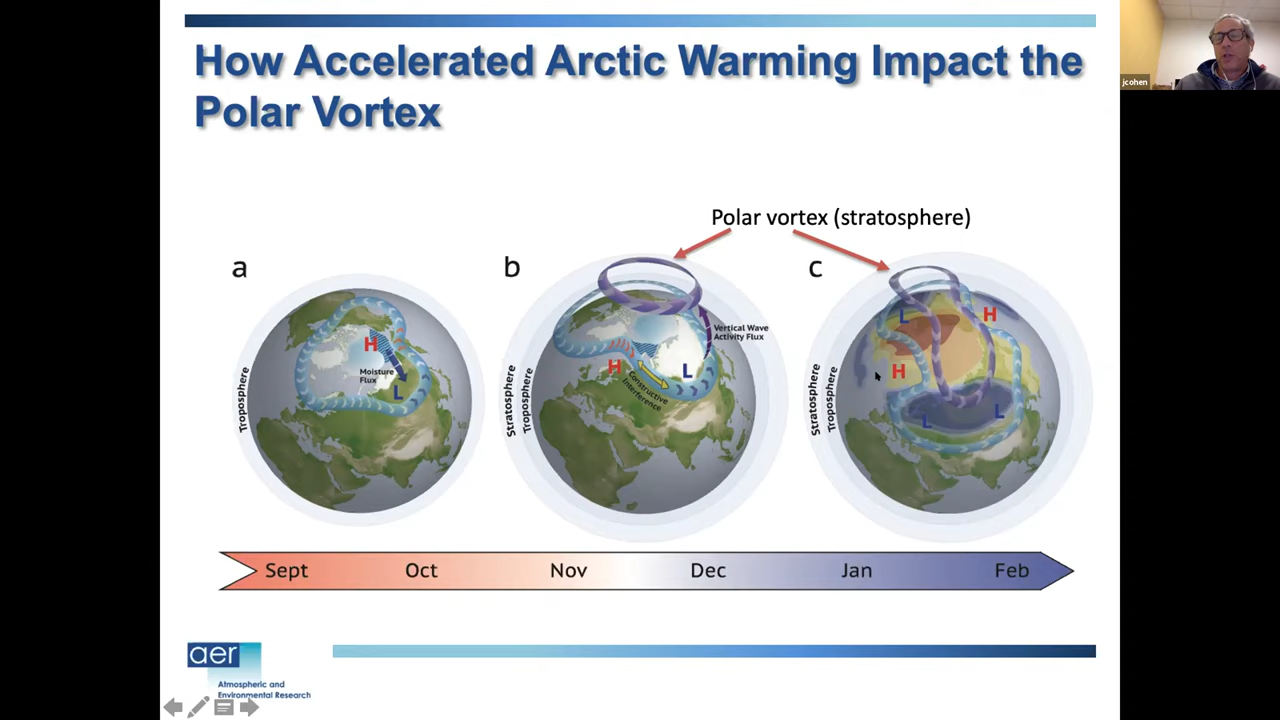 How Accelerated Arctic Warming Impact the
Polar Vortex
jcohen
Polar vortex (stratosphere)
a
b
c
H
Moisture
Flux
L
Troposphere
Vertical Wave
Activity Flux
H
L
Constructive
Interference
Stratosphere
Troposphere
L
H
H
L
L
Stratosphere
Troposphere
Sept
Oct
Nov
Dec
Jan
Feb
aer
Atmospheric and
Environmental Research